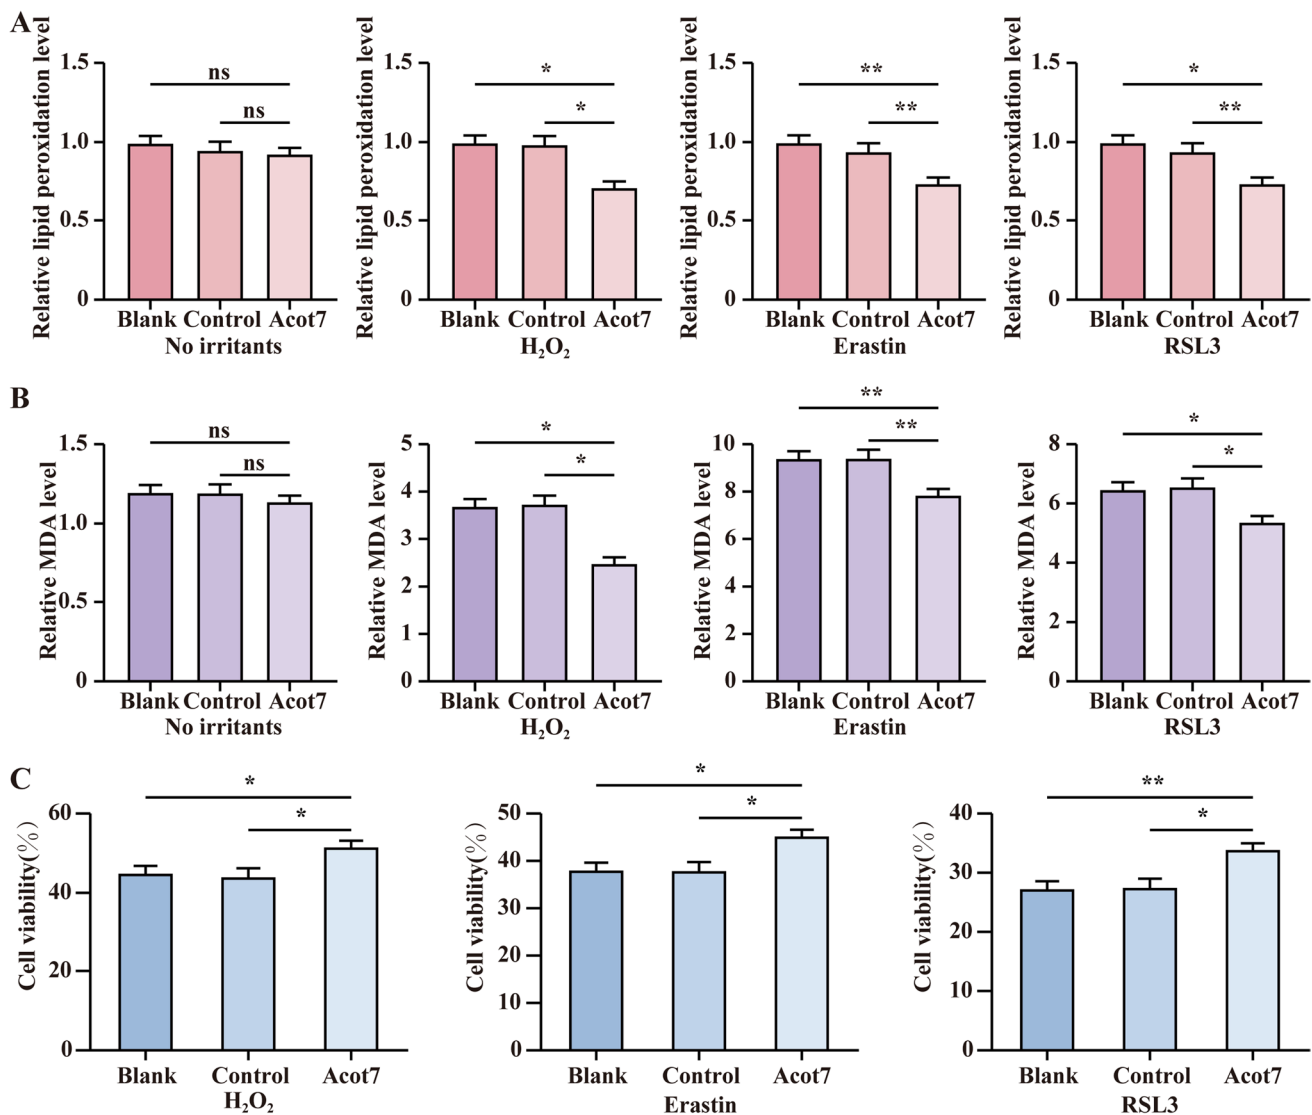 A
Relative lipid peroxidation level
1.5
1.0
0.5
0
ns
ns
Blank Control Acot7
No irritants
Relative lipid peroxidation level
1.5
1.0
0.5
0
*
*
Blank Control Acot7
H₂O₂
Relative lipid peroxidation level
1.5
1.0
0.5
0
**
**
Blank Control Acot7
Erastin
Relative lipid peroxidation level
1.5
1.0
0.5
0
*
**
Blank Control Acot7
RSL3
B
Relative MDA level
1.5
1.0
0.5
0
ns
ns
Blank Control Acot7
No irritants
Relative MDA level
5
4
3
2
1
0
*
*
Blank Control Acot7
H₂O₂
Relative MDA level
10
8
6
4
2
0
**
**
Blank Control Acot7
Erastin
Relative MDA level
8
6
4
2
0
*
*
Blank Control Acot7
RSL3
C
Cell viability(%)
60
40
20
0
*
*
Blank Control Acot7
H₂O₂
Cell viability(%)
50
40
30
20
10
0
*
*
Blank Control Acot7
Erastin
Cell viability(%)
40
30
20
10
0
**
*
Blank Control Acot7
RSL3